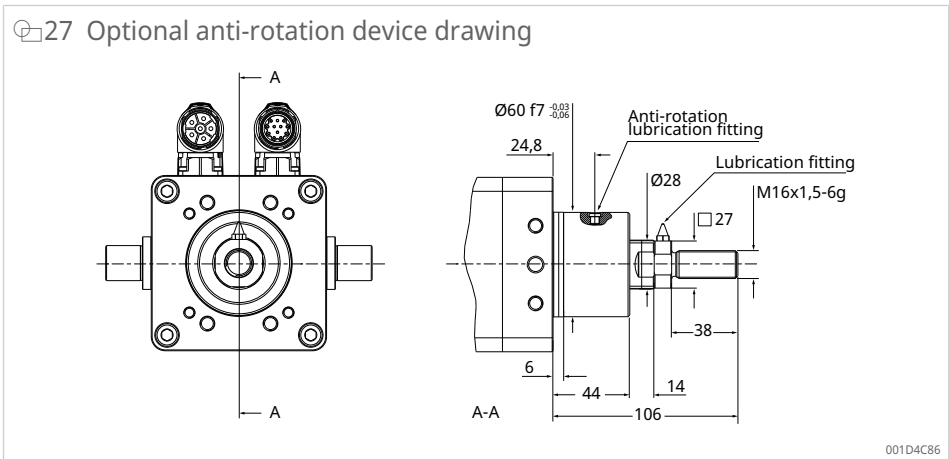 27 Optional anti-rotation device drawing
A
Ø60 f7 -0,03
-0,06
Anti-rotation
lubrication fitting
24,8
Lubrication fitting
Ø28
M16x1,5-6g
27
38
6
44
14
A
A-A
106
001D4C86